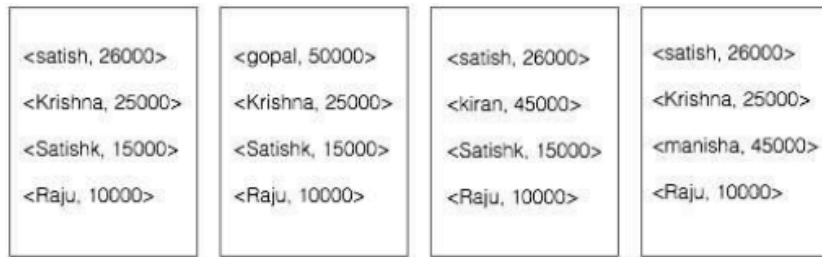 <satish, 26000>
<Krishna, 25000>
<Satishk, 15000>
<Raju, 10000>
<gopal, 50000>
<Krishna, 25000>
<Satishk, 15000>
<Raju, 10000>
<satish, 26000>
<kiran, 45000>
<Satishk, 15000>
<Raju, 10000>
<satish, 26000>
<Krishna, 25000>
<manisha, 45000>
<Raju, 10000>